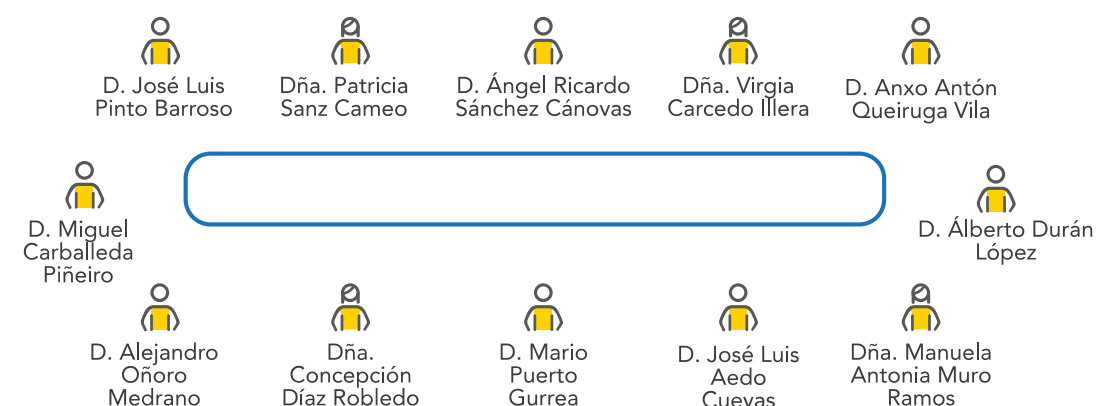 D. José Luis
Pinto Barroso
Dña. Patricia
Sanz Cameo
D. Ángel Ricardo
Sánchez Cánovas
Dña. Virgia
Carcedo Illera
D. Anxo Antón
Queiruga Vila
D. Miguel
Carballeda
Piñeiro
D. Álberto Durán
López
D. Alejandro
Oñoro
Medrano
Dña.
Concepción
Díaz Robledo
D. Mario
Puerto
Gurrea
D. José Luis
Aedo
Cuevas
Dña. Manuela
Antonia Muro
Ramos